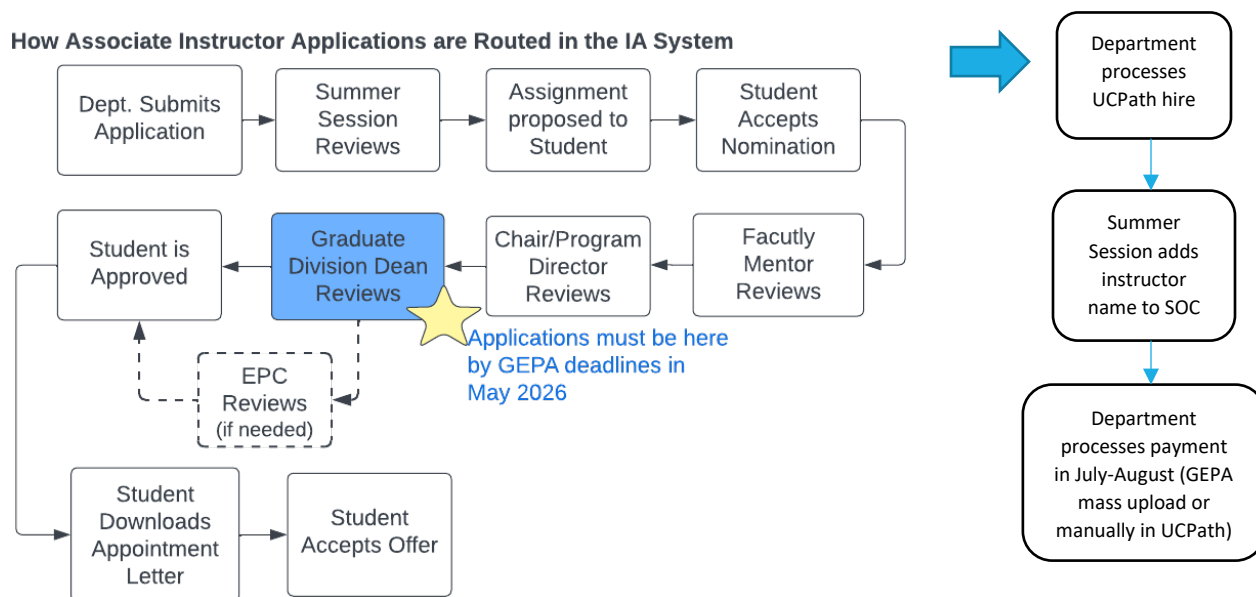 How Associate Instructor Applications are Routed in the IA System
Dept. Submits
Application
Summer
Session
Reviews
Assignment
proposed to
Student
Student
Accepts
Nomination
Facutly
Mentor
Reviews
Chair/Program
Director
Reviews
Graduate
Division Dean
Reviews
Applications must be here
by GEPA deadlines in
May 2026
Student is
Approved
EPC
Reviews
(if needed)
Student
Downloads
Appointment
Letter
Student
Accepts Offer
Department
processes
UCPath hire
Summer
Session adds
instructor
name to SOC
Department
processes payment
in July-August (GEPA
mass upload or
manually in UCPath)